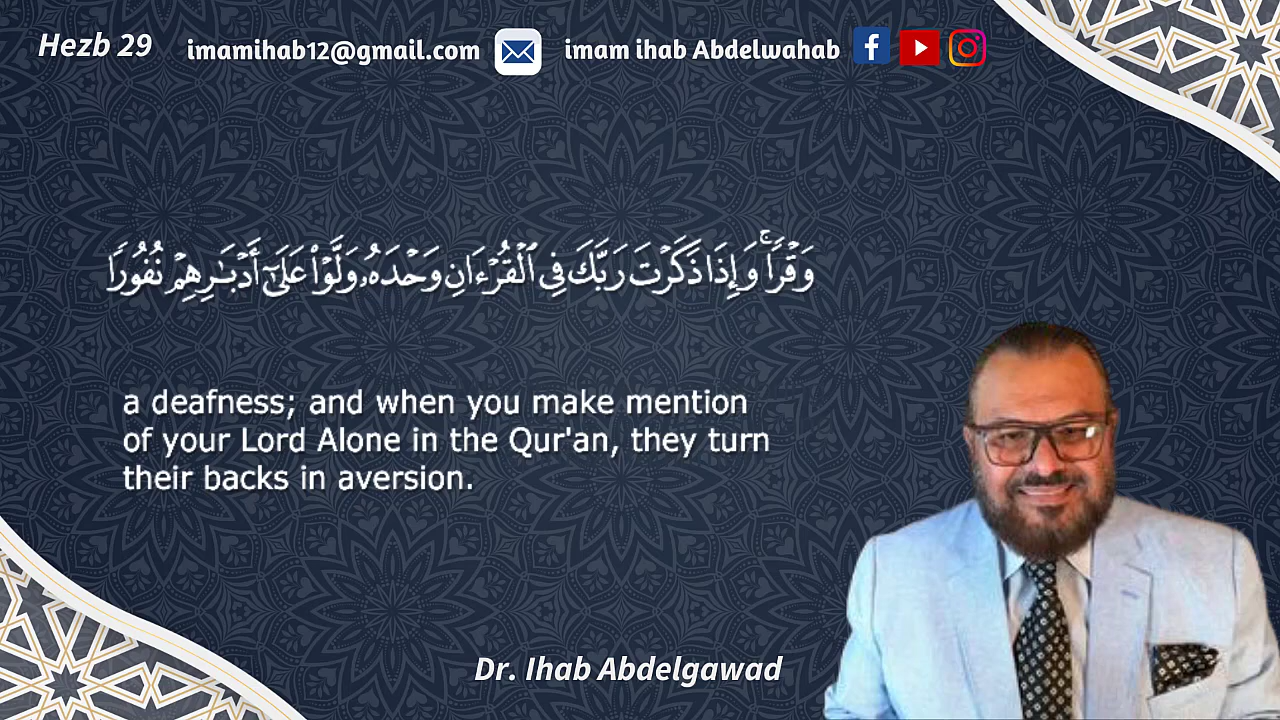 Hezb 29
imamihab12@gmail.com
imam ihab Abdelwahab
وَقۡرٗاۚ وَإِذَا ذَكَرۡتَ رَبَّكَ فِي ٱلۡقُرۡءَانِ وَحۡدَهُۥ وَلَّوۡاْ عَلَىٰٓ أَدۡبَٰرِهِمۡ نُفُورٗا
a deafness; and when you make mention
of your Lord Alone in the Qur'an, they turn
their backs in aversion.
Dr. Ihab Abdelgawad